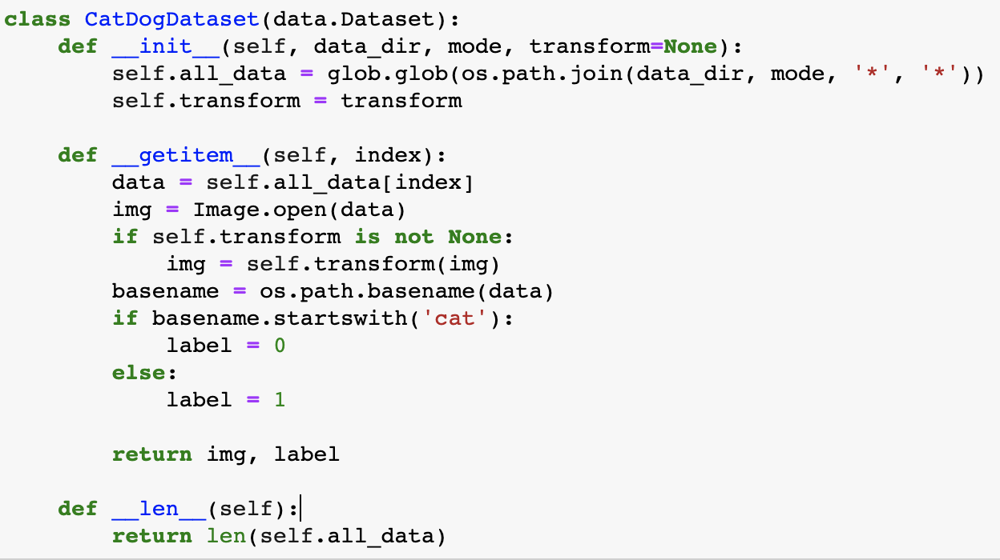 class CatDogDataset(data.Dataset):
    def __init__(self, data_dir, mode, transform=None):
        self.all_data = glob.glob(os.path.join(data_dir, mode, '*', '*'))
        self.transform = transform

    def __getitem__(self, index):
        data = self.all_data[index]
        img = Image.open(data)
        if self.transform is not None:
            img = self.transform(img)
        basename = os.path.basename(data)
        if basename.startswith('cat'):
            label = 0
        else:
            label = 1

        return img, label

    def __len__(self):
        return len(self.all_data)